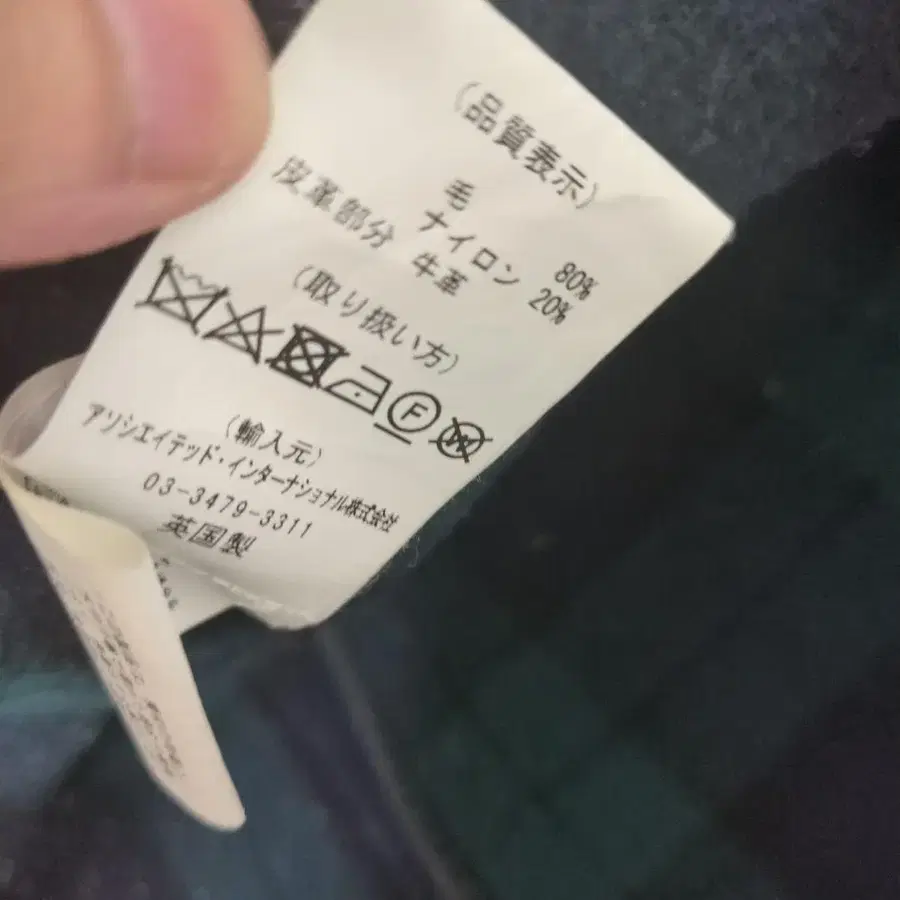 (品質表示)
毛 80%
ナイロン 20%
皮革部分 牛革
(取り扱い方)
F
W
(輸入元)
アソシエイテッド・インターナショナル株式会社
03-3479-3311
英国製